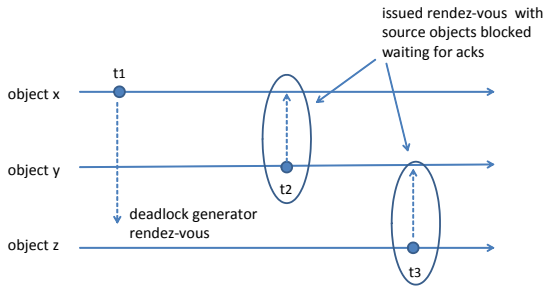 issued rendez-vous with
source objects blocked
waiting for acks
t1
object x
object y
t2
deadlock generator
rendez-vous
object z
t3